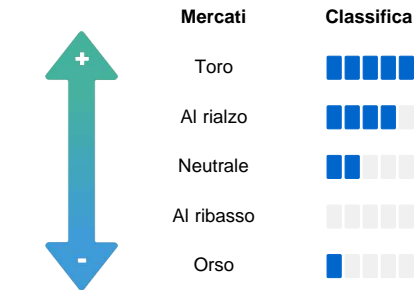 Mercati Classifica
+
Toro
Al rialzo
Neutrale
Al ribasso
-
Orso